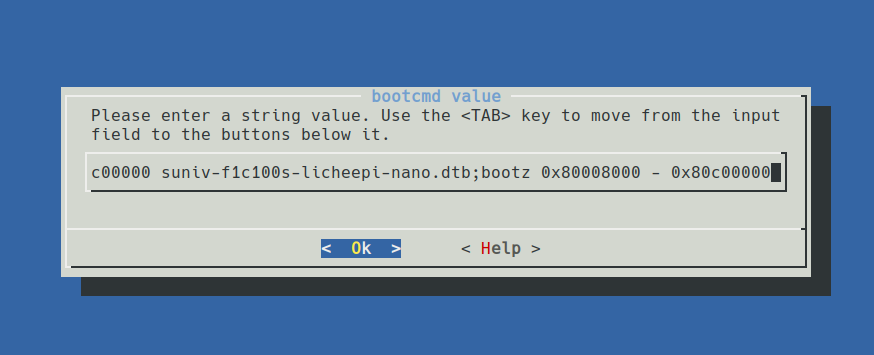 bootcmd value
Please enter a string value. Use the <TAB> key to move from the input
field to the buttons below it.
c00000 suniv-f1c100s-licheepi-nano.dtb;bootz 0x80008000 - 0x80c00000
< Ok > < Help >